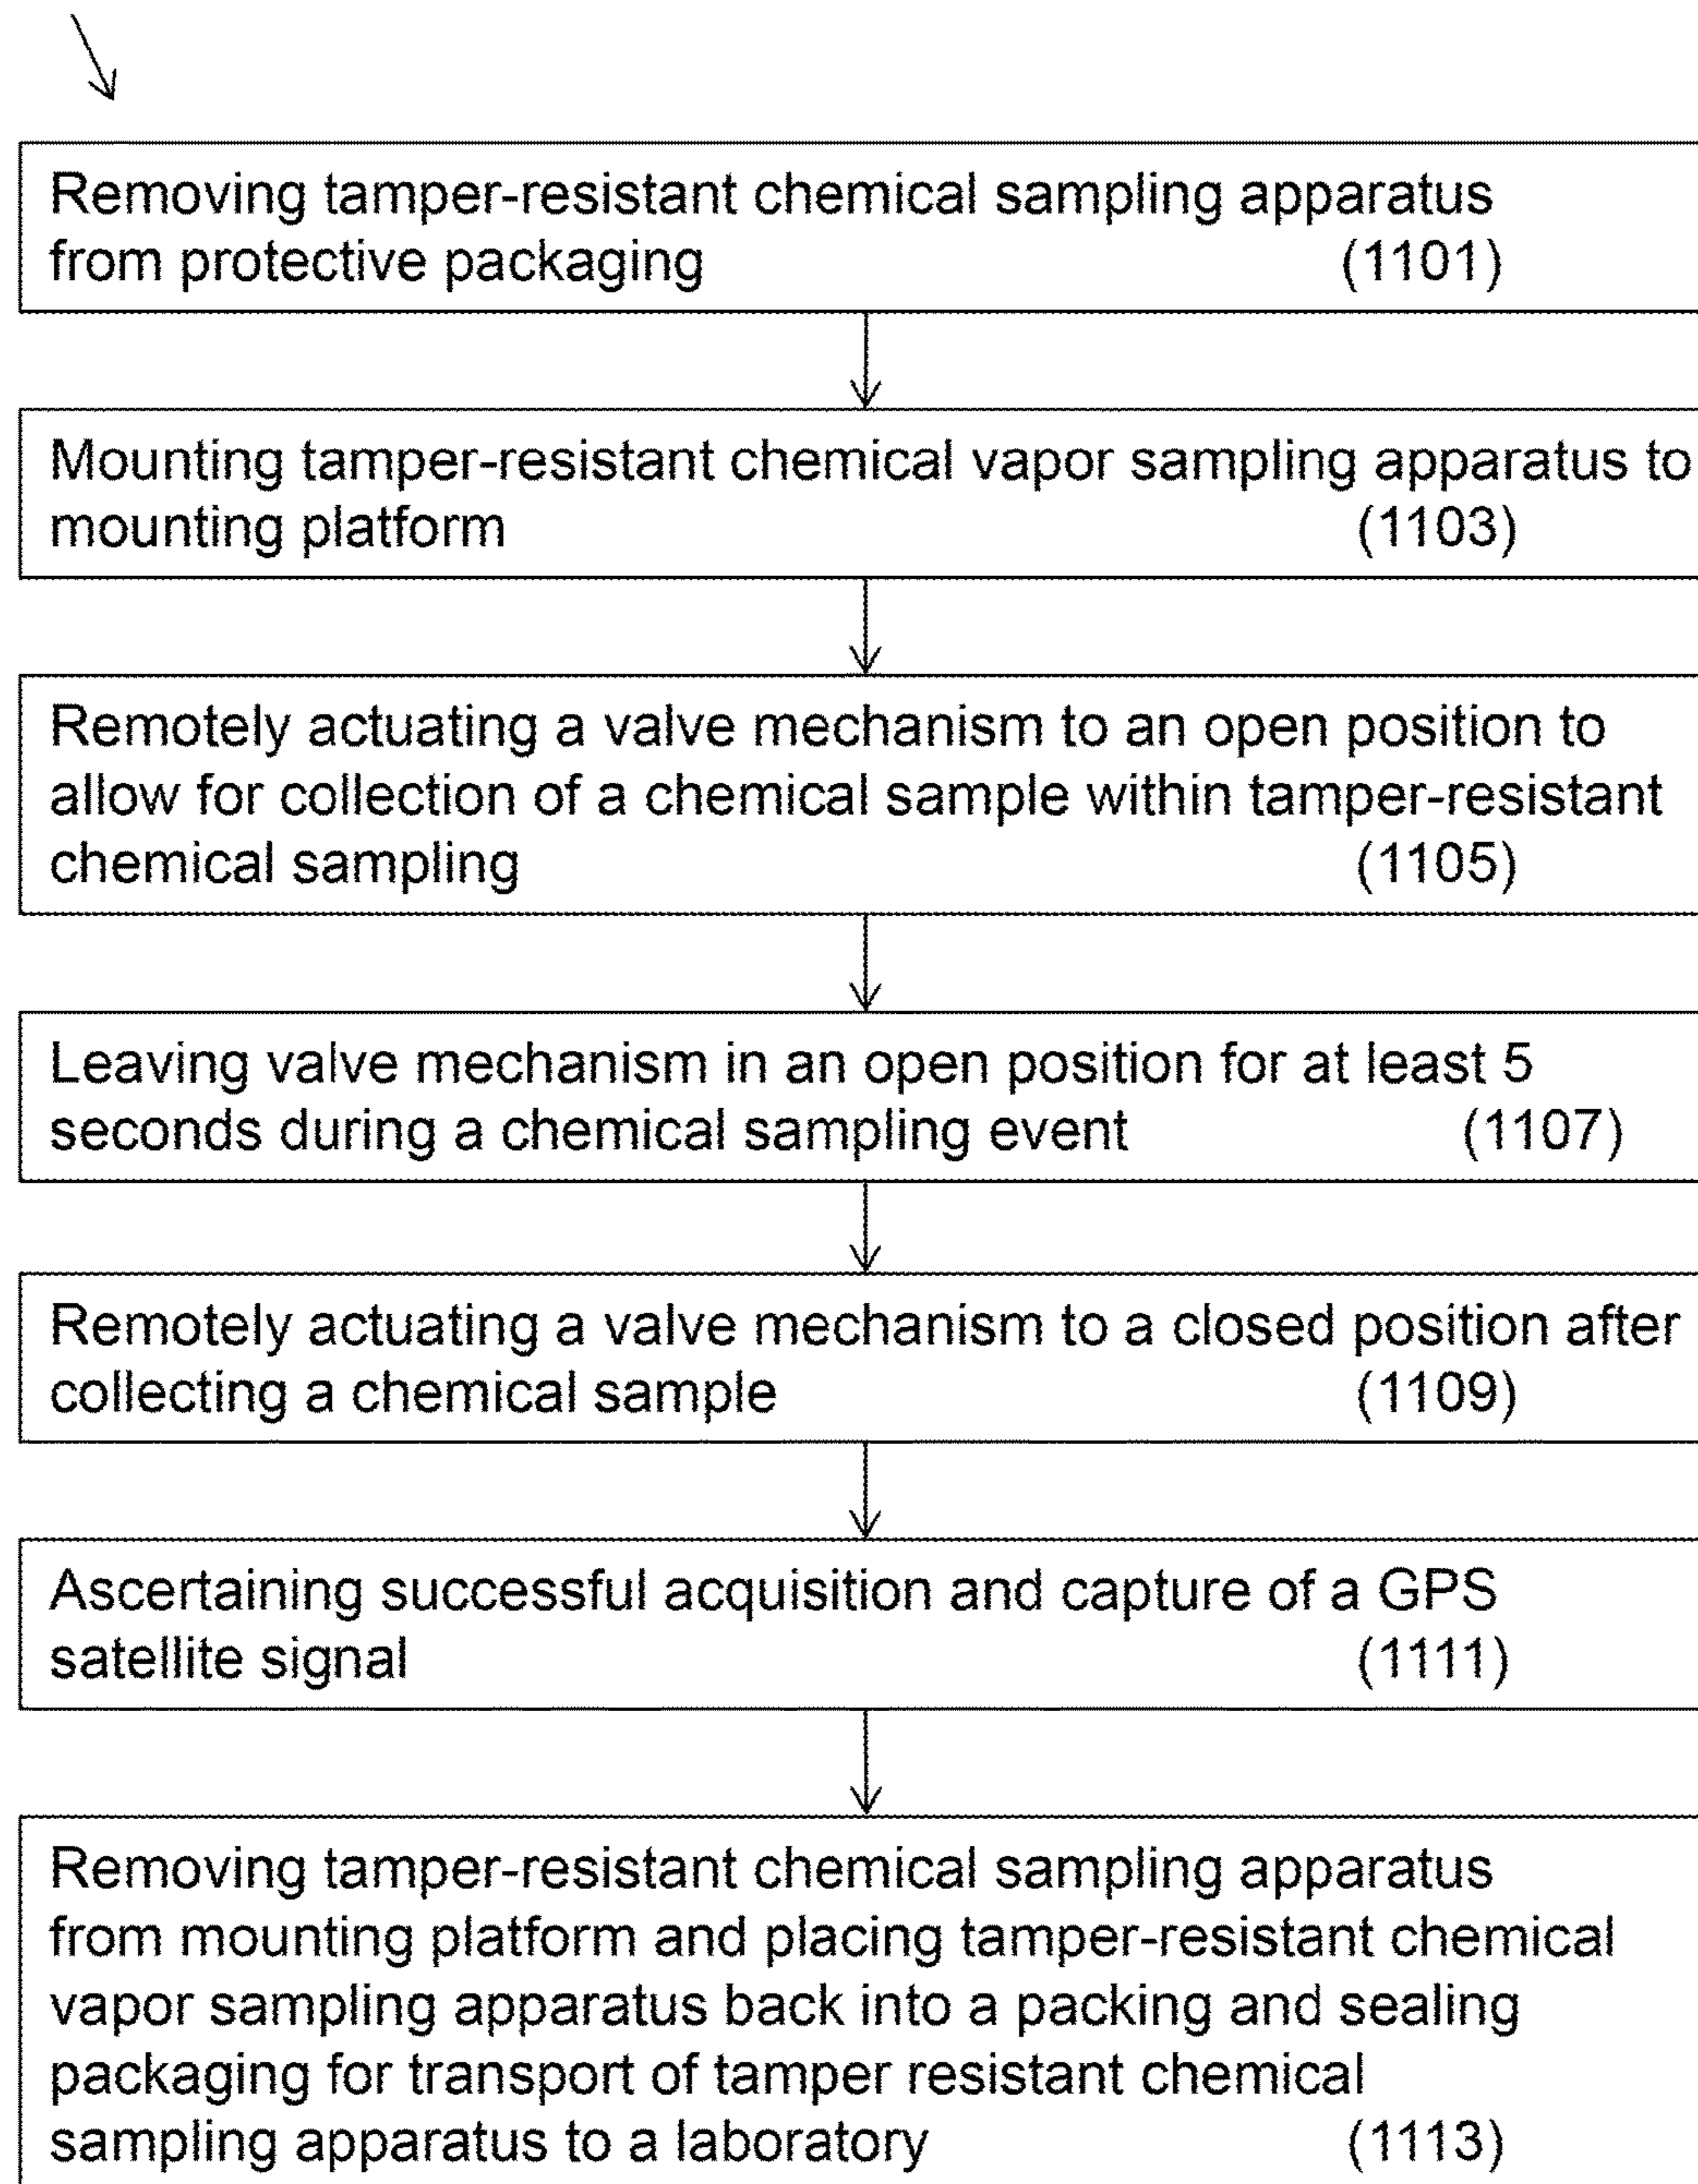 Removing tamper-resistant chemical sampling apparatus
from protective packaging (1101)
Mounting tamper-resistant chemical vapor sampling apparatus to
mounting platform (1103)
Remotely actuating a valve mechanism to an open position to
allow for collection of a chemical sample within tamper-resistant
chemical sampling (1105)
Leaving valve mechanism in an open position for at least 5
seconds during a chemical sampling event (1107)
Remotely actuating a valve mechanism to a closed position after
collecting a chemical sample (1109)
Ascertaining successful acquisition and capture of a GPS
satellite signal (1111)
Removing tamper-resistant chemical sampling apparatus
from mounting platform and placing tamper-resistant chemical
vapor sampling apparatus back into a packing and sealing
packaging for transport of tamper resistant chemical
sampling apparatus to a laboratory (1113)